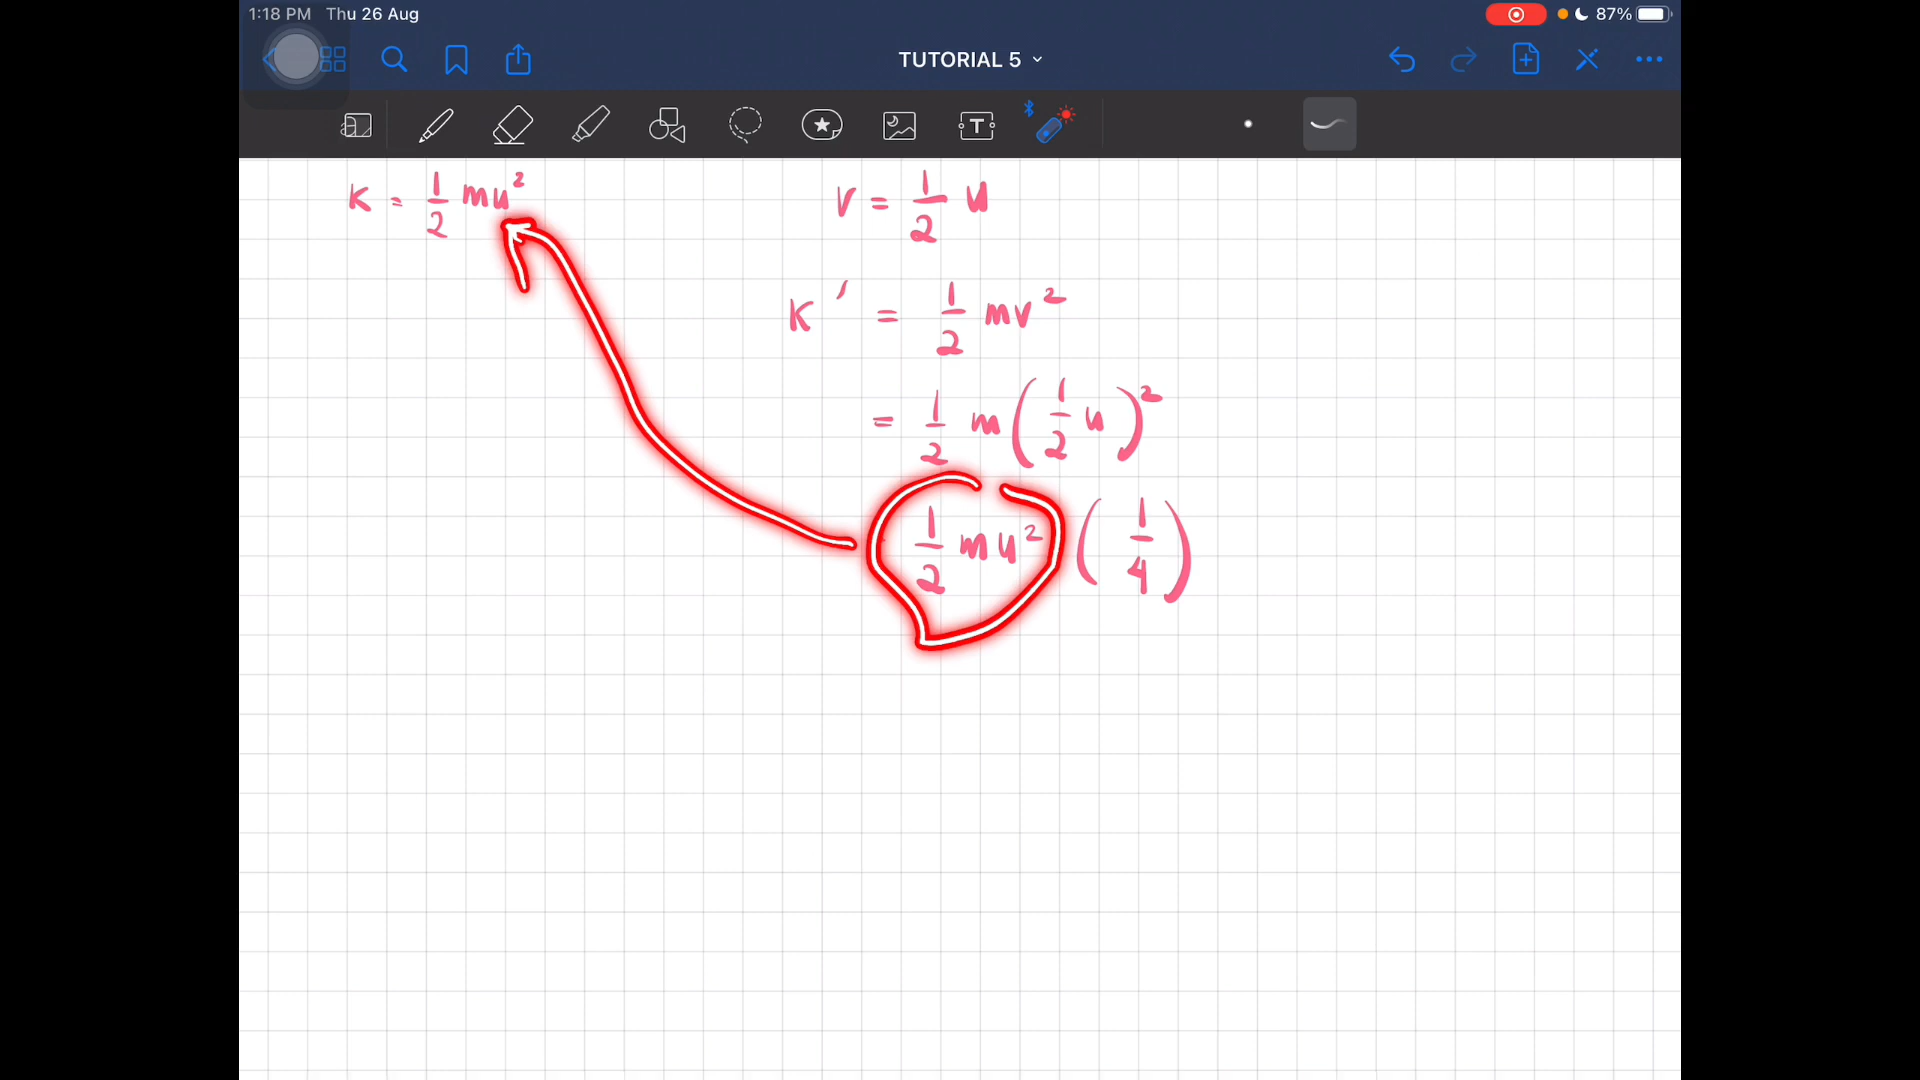 1:18 PM Thu 26 Aug
87%
TUTORIAL 5
K = 1/2 mu²
V = 1/2 u
K' = 1/2 mv²
= 1/2 m(1/2 u)²
1/2 mu² (1/4)